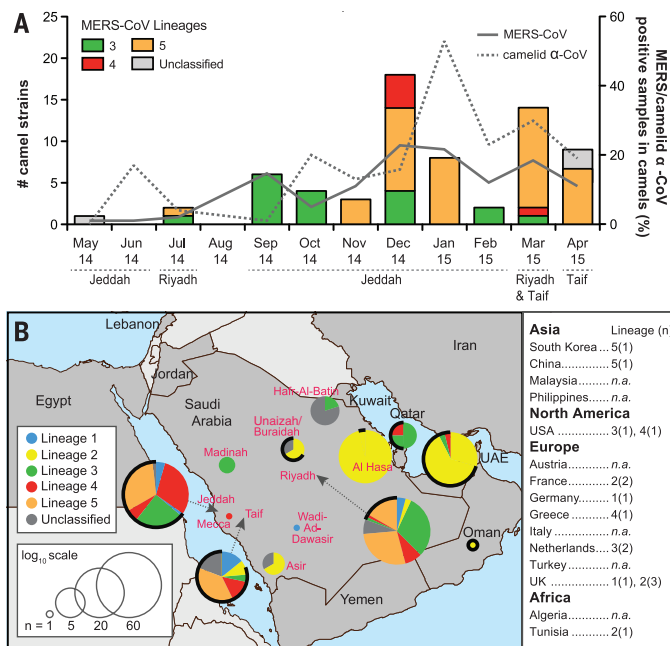 A
MERS-CoV Lineages
3
5
4
Unclassified
MERS-CoV
camelid α-CoV
# camel strains
25
20
15
10
5
0
60
40
20
0
MERS/camelid α -CoV
positive samples in camels (%)
May Jun Jul Aug Sep Oct Nov Dec Jan Feb Mar Apr
14 14 14 14 14 14 14 14 15 15 15 15
Jeddah Riyadh Jeddah Riyadh Taif
& Taif
B
Lebanon
Iran
Jordan
Egypt
Saudi
Arabia
Hafr-Al-Batin
Kuwait
Unaizah/
Buraidah
Qatar
Madinah
Riyadh
Al Hasa
UAE
Jeddah
Mecca
Taif
Wadi-
Ad-
Dawasir
Oman
Asir
Yemen
Lineage 1
Lineage 2
Lineage 3
Lineage 4
Lineage 5
Unclassified
log10 scale
n = 1 5 20 60
Asia Lineage (n)
South Korea...5(1)
China............5(1)
Malaysia.......n.a.
Philippines.....n.a.
North America
USA..............3(1), 4(1)
Europe
Austria..........n.a.
France..........2(2)
Germany......1(1)
Greece.........4(1)
Italy...............n.a.
Netherlands..3(2)
Turkey..........n.a.
UK................1(1), 2(3)
Africa
Algeria..........n.a.
Tunisia..........2(1)